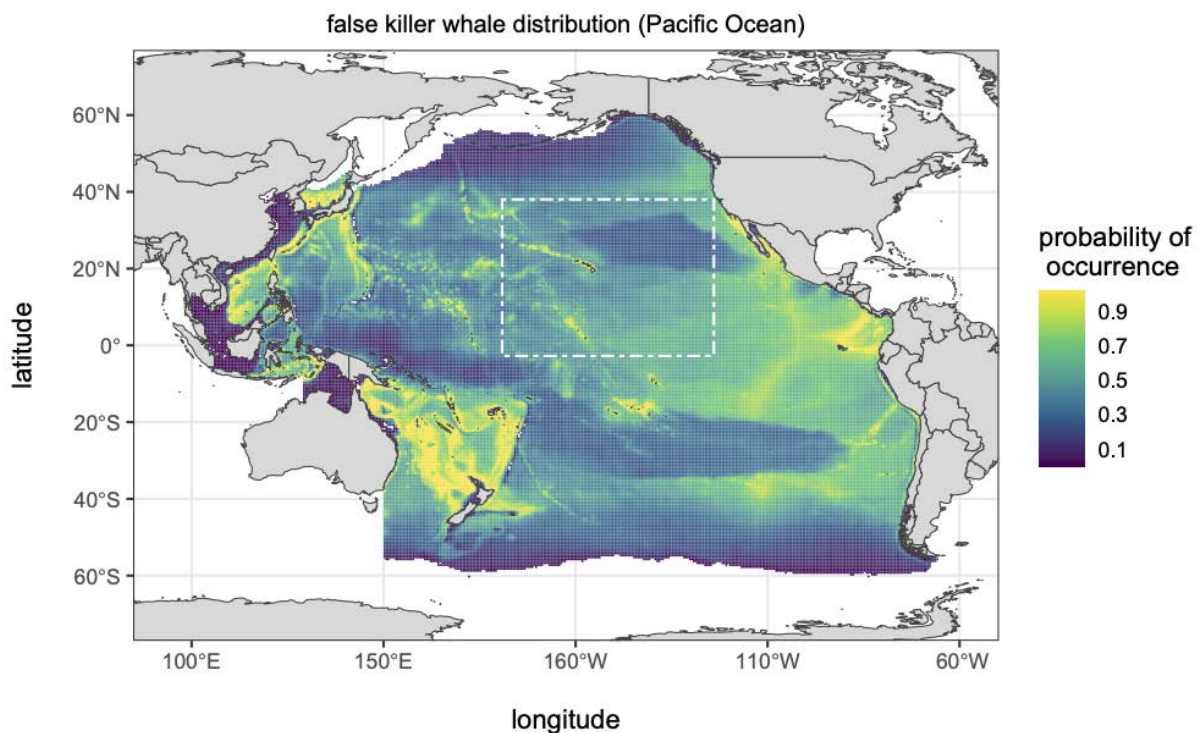 false killer whale distribution (Pacific Ocean)
60°N
40°N
20°N
0°
20°S
40°S
60°S
latitude
100°E
150°E
160°W
110°W
60°W
longitude
probability of
occurrence
0.9
0.7
0.5
0.3
0.1